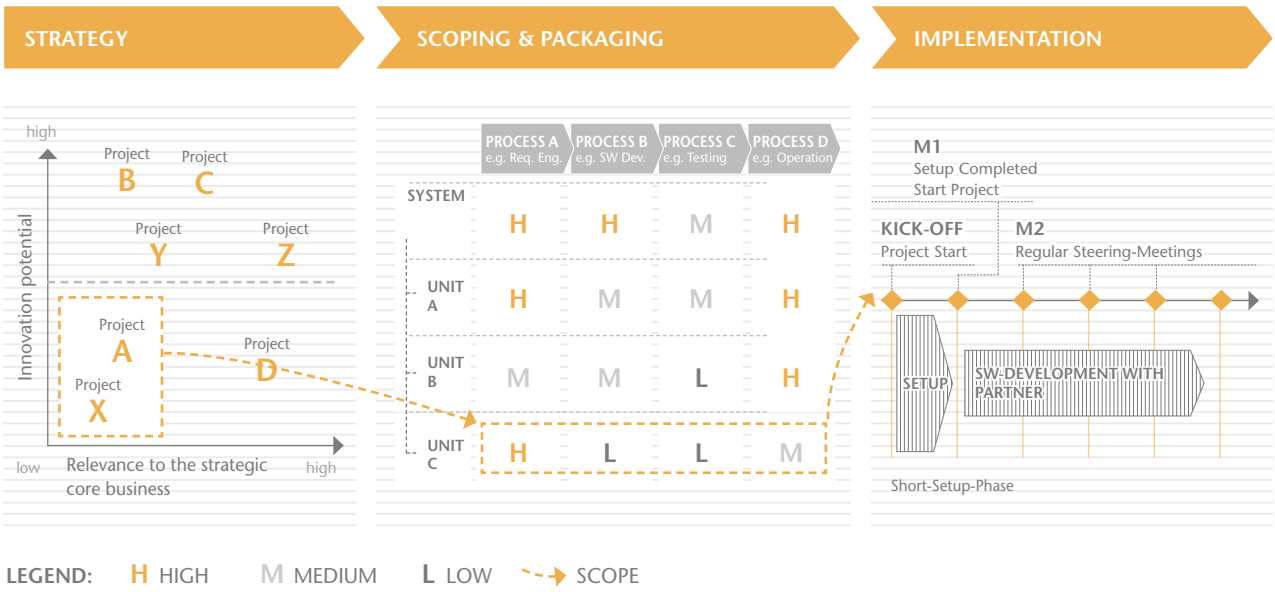 STRATEGY
SCOPING & PACKAGING
IMPLEMENTATION
high
Innovation potential
Project
B
Project
C
Project
Y
Project
Z
Project
A
Project
D
Project
X
low
Relevance to the strategic
core business
high
PROCESS A
e.g. Req. Eng.
PROCESS B
e.g. SW Dev.
PROCESS C
e.g. Testing
PROCESS D
e.g. Operation
SYSTEM
H H M H
UNIT
A
H M M H
UNIT
B
M M L H
UNIT
C
H L L M
M1
Setup Completed
Start Project
KICK-OFF
Project Start
M2
Regular Steering-Meetings
SETUP
SW-DEVELOPMENT WITH
PARTNER
Short-Setup-Phase
LEGEND: H HIGH M MEDIUM L LOW SCOPE